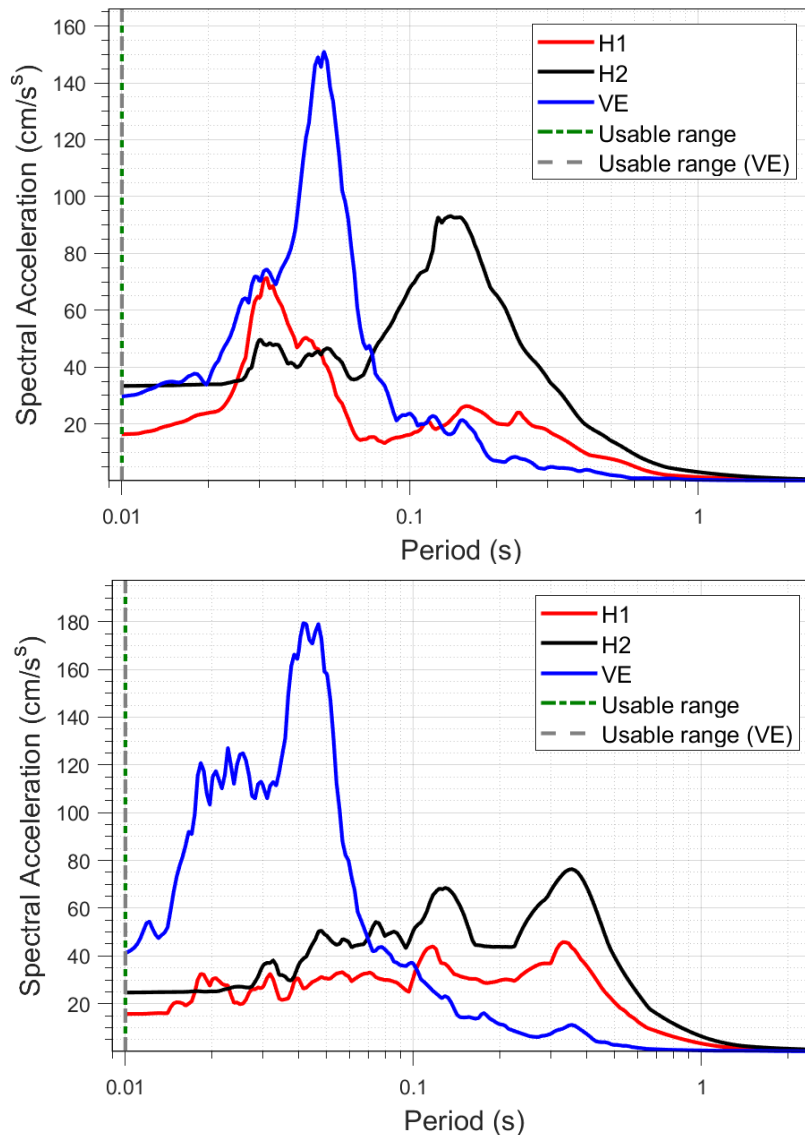 160
140
120
100
80
60
40
20
Spectral Acceleration (cm/s^s)
H1
H2
VE
Usable range
Usable range (VE)
0.01
0.1
1
Period (s)
180
160
140
120
100
80
60
40
20
Spectral Acceleration (cm/s^s)
H1
H2
VE
Usable range
Usable range (VE)
0.01
0.1
1
Period (s)